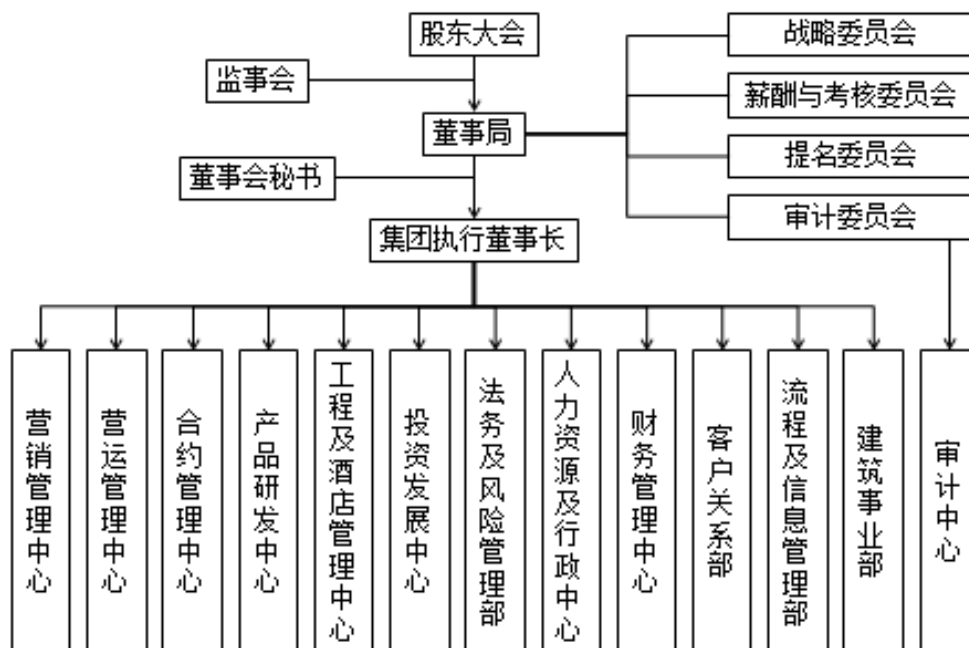 股东大会
战略委员会
监事会
薪酬与考核委员会
董事局
提名委员会
董事会秘书
审计委员会
集团执行董事长
营销管理中心
营运管理中心
合约管理中心
产品研发中心
工程及酒店管理中心
投资发展中心
法务及风险管理部
人力资源及行政中心
财务管理中心
客户关系部
流程及信息管理部
建筑事业部
审计中心